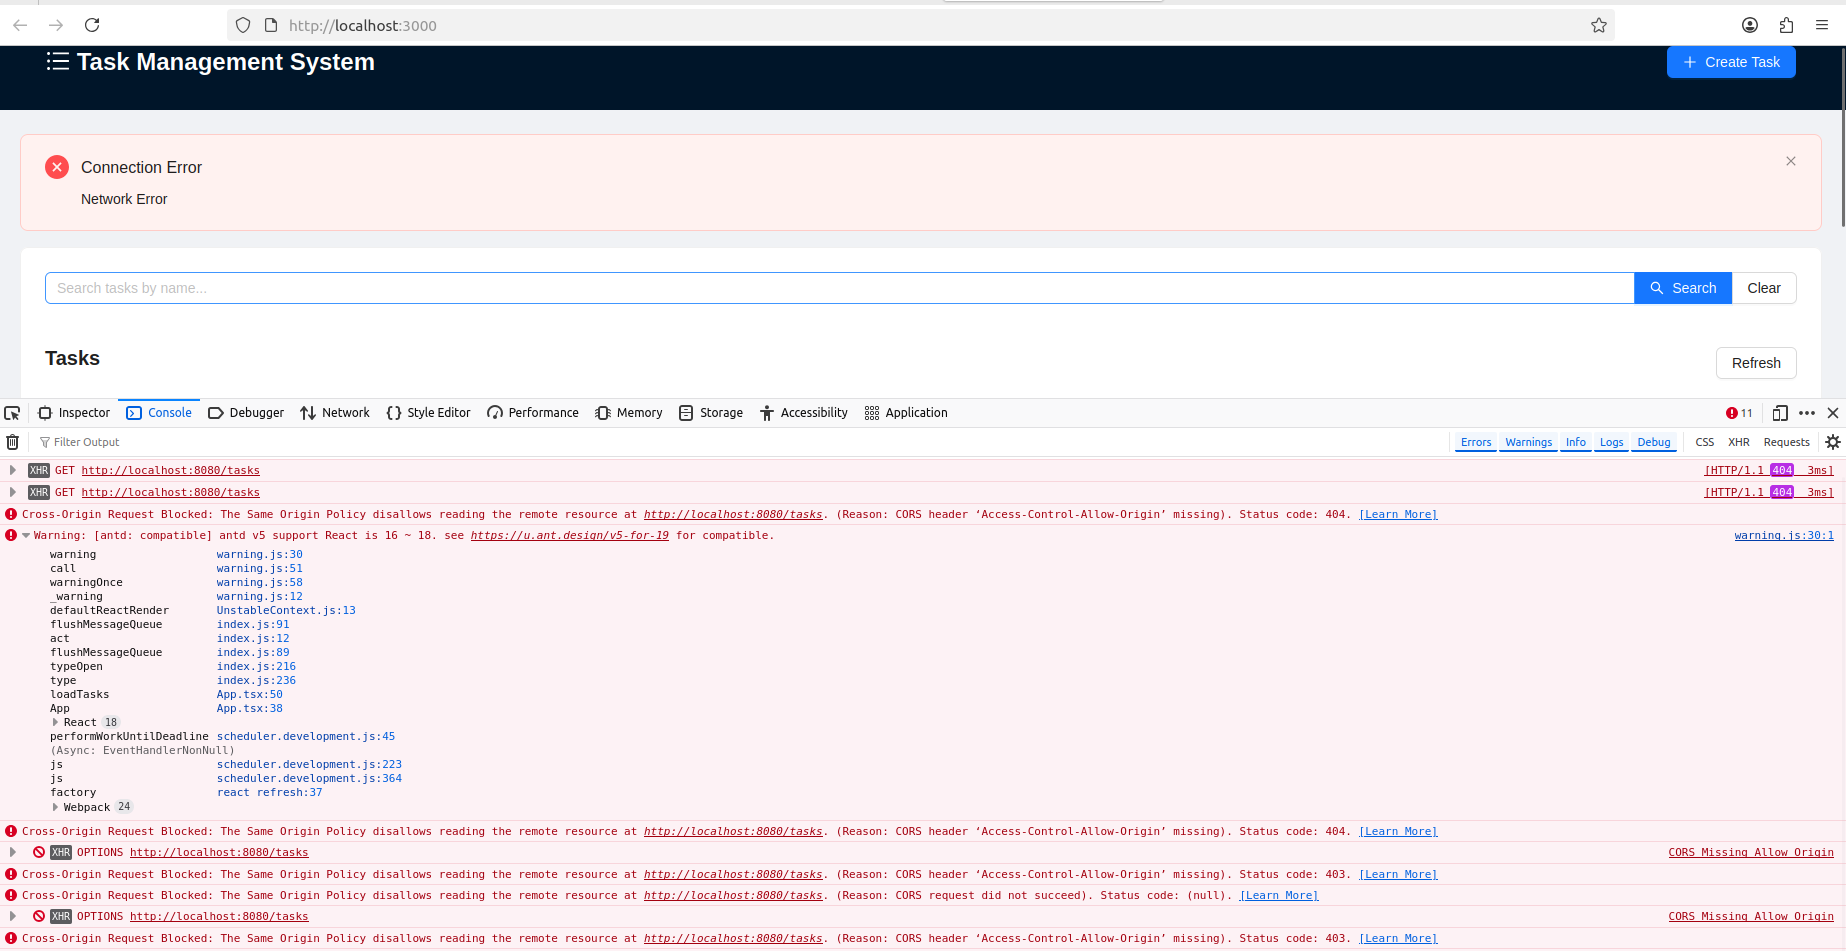 http://localhost:3000
Task Management System
Create Task
Connection Error
Network Error
Search tasks by name...
Search
Clear
Tasks
Refresh
Inspector Console Debugger Network Style Editor Performance Memory Storage Accessibility Application 11
Filter Output Errors Warnings Info Logs Debug CSS XHR Requests
XHR GET http://localhost:8080/tasks [HTTP/1.1 404 3ms]
XHR GET http://localhost:8080/tasks [HTTP/1.1 404 3ms]
Cross-Origin Request Blocked: The Same Origin Policy disallows reading the remote resource at http://localhost:8080/tasks. (Reason: CORS header ‘Access-Control-Allow-Origin’ missing). Status code: 404. [Learn More]
Warning: [antd: compatible] antd v5 support React is 16 ~ 18. see https://u.ant.design/v5-for-19 for compatible. warning.js:30:1
warning warning.js:30
call warning.js:51
warningOnce warning.js:58
_warning warning.js:12
defaultReactRender UnstableContext.js:13
flushMessageQueue index.js:91
act index.js:12
flushMessageQueue index.js:89
typeOpen index.js:216
type index.js:236
loadTasks App.tsx:50
App App.tsx:38
React 18
performWorkUntilDeadline scheduler.development.js:45
(Async: EventHandlerNonNull)
js scheduler.development.js:223
js scheduler.development.js:364
factory react refresh:37
Webpack 24
Cross-Origin Request Blocked: The Same Origin Policy disallows reading the remote resource at http://localhost:8080/tasks. (Reason: CORS header ‘Access-Control-Allow-Origin’ missing). Status code: 404. [Learn More]
XHR OPTIONS http://localhost:8080/tasks CORS Missing Allow Origin
Cross-Origin Request Blocked: The Same Origin Policy disallows reading the remote resource at http://localhost:8080/tasks. (Reason: CORS header ‘Access-Control-Allow-Origin’ missing). Status code: 403. [Learn More]
Cross-Origin Request Blocked: The Same Origin Policy disallows reading the remote resource at http://localhost:8080/tasks. (Reason: CORS request did not succeed). Status code: (null). [Learn More]
XHR OPTIONS http://localhost:8080/tasks CORS Missing Allow Origin
Cross-Origin Request Blocked: The Same Origin Policy disallows reading the remote resource at http://localhost:8080/tasks. (Reason: CORS header ‘Access-Control-Allow-Origin’ missing). Status code: 403. [Learn More]